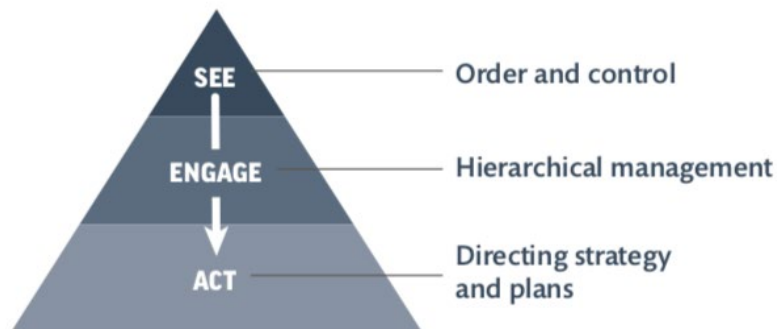 SEE
Order and control
ENGAGE
Hierarchical management
ACT
Directing strategy
and plans